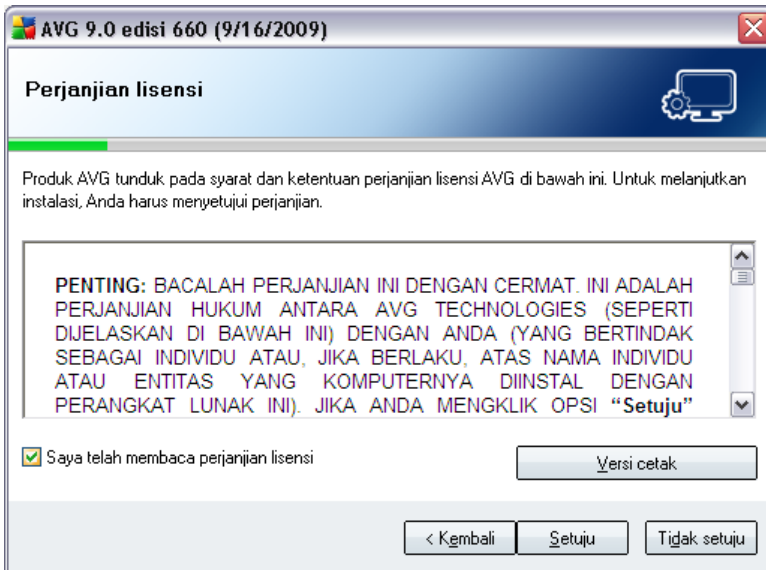 AVG 9.0 edisi 660 (9/16/2009)
Perjanjian lisensi
Produk AVG tunduk pada syarat dan ketentuan perjanjian lisensi AVG di bawah ini. Untuk melanjutkan
instalasi, Anda harus menyetujui perjanjian.
PENTING: BACALAH PERJANJIAN INI DENGAN CERMAT. INI ADALAH
PERJANJIAN HUKUM ANTARA AVG TECHNOLOGIES (SEPERTI
DIJELASKAN DI BAWAH INI) DENGAN ANDA (YANG BERTINDAK
SEBAGAI INDIVIDU ATAU, JIKA BERLAKU, ATAS NAMA INDIVIDU
ATAU ENTITAS YANG KOMPUTERNYA DIINSTAL DENGAN
PERANGKAT LUNAK INI). JIKA ANDA MENGKLIK OPSI “Setuju”
Saya telah membaca perjanjian lisensi
Versi cetak
< Kembali
Setuju
Tidak setuju